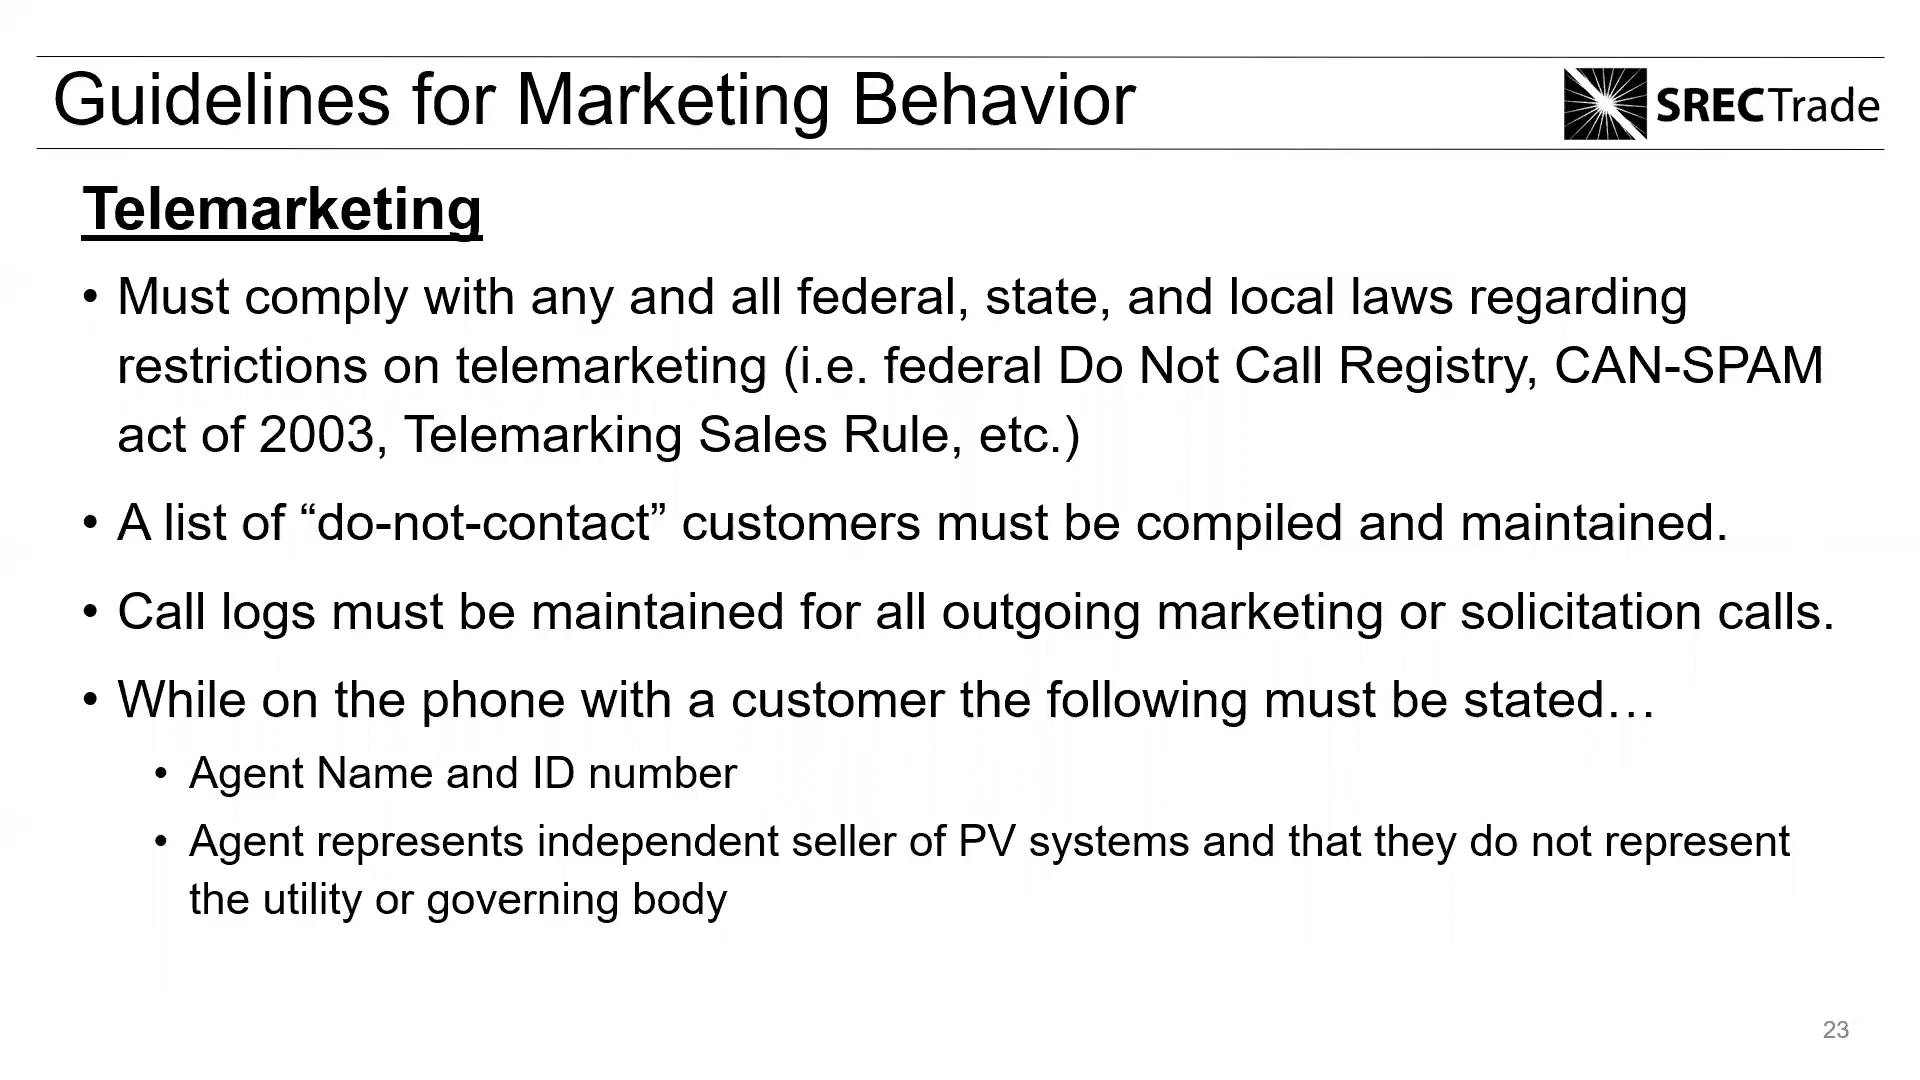 Guidelines for Marketing Behavior
SRECTrade
Telemarketing
• Must comply with any and all federal, state, and local laws regarding
restrictions on telemarketing (i.e. federal Do Not Call Registry, CAN-SPAM
act of 2003, Telemarking Sales Rule, etc.)
• A list of “do-not-contact” customers must be compiled and maintained.
• Call logs must be maintained for all outgoing marketing or solicitation calls.
• While on the phone with a customer the following must be stated…
• Agent Name and ID number
• Agent represents independent seller of PV systems and that they do not represent
the utility or governing body
23